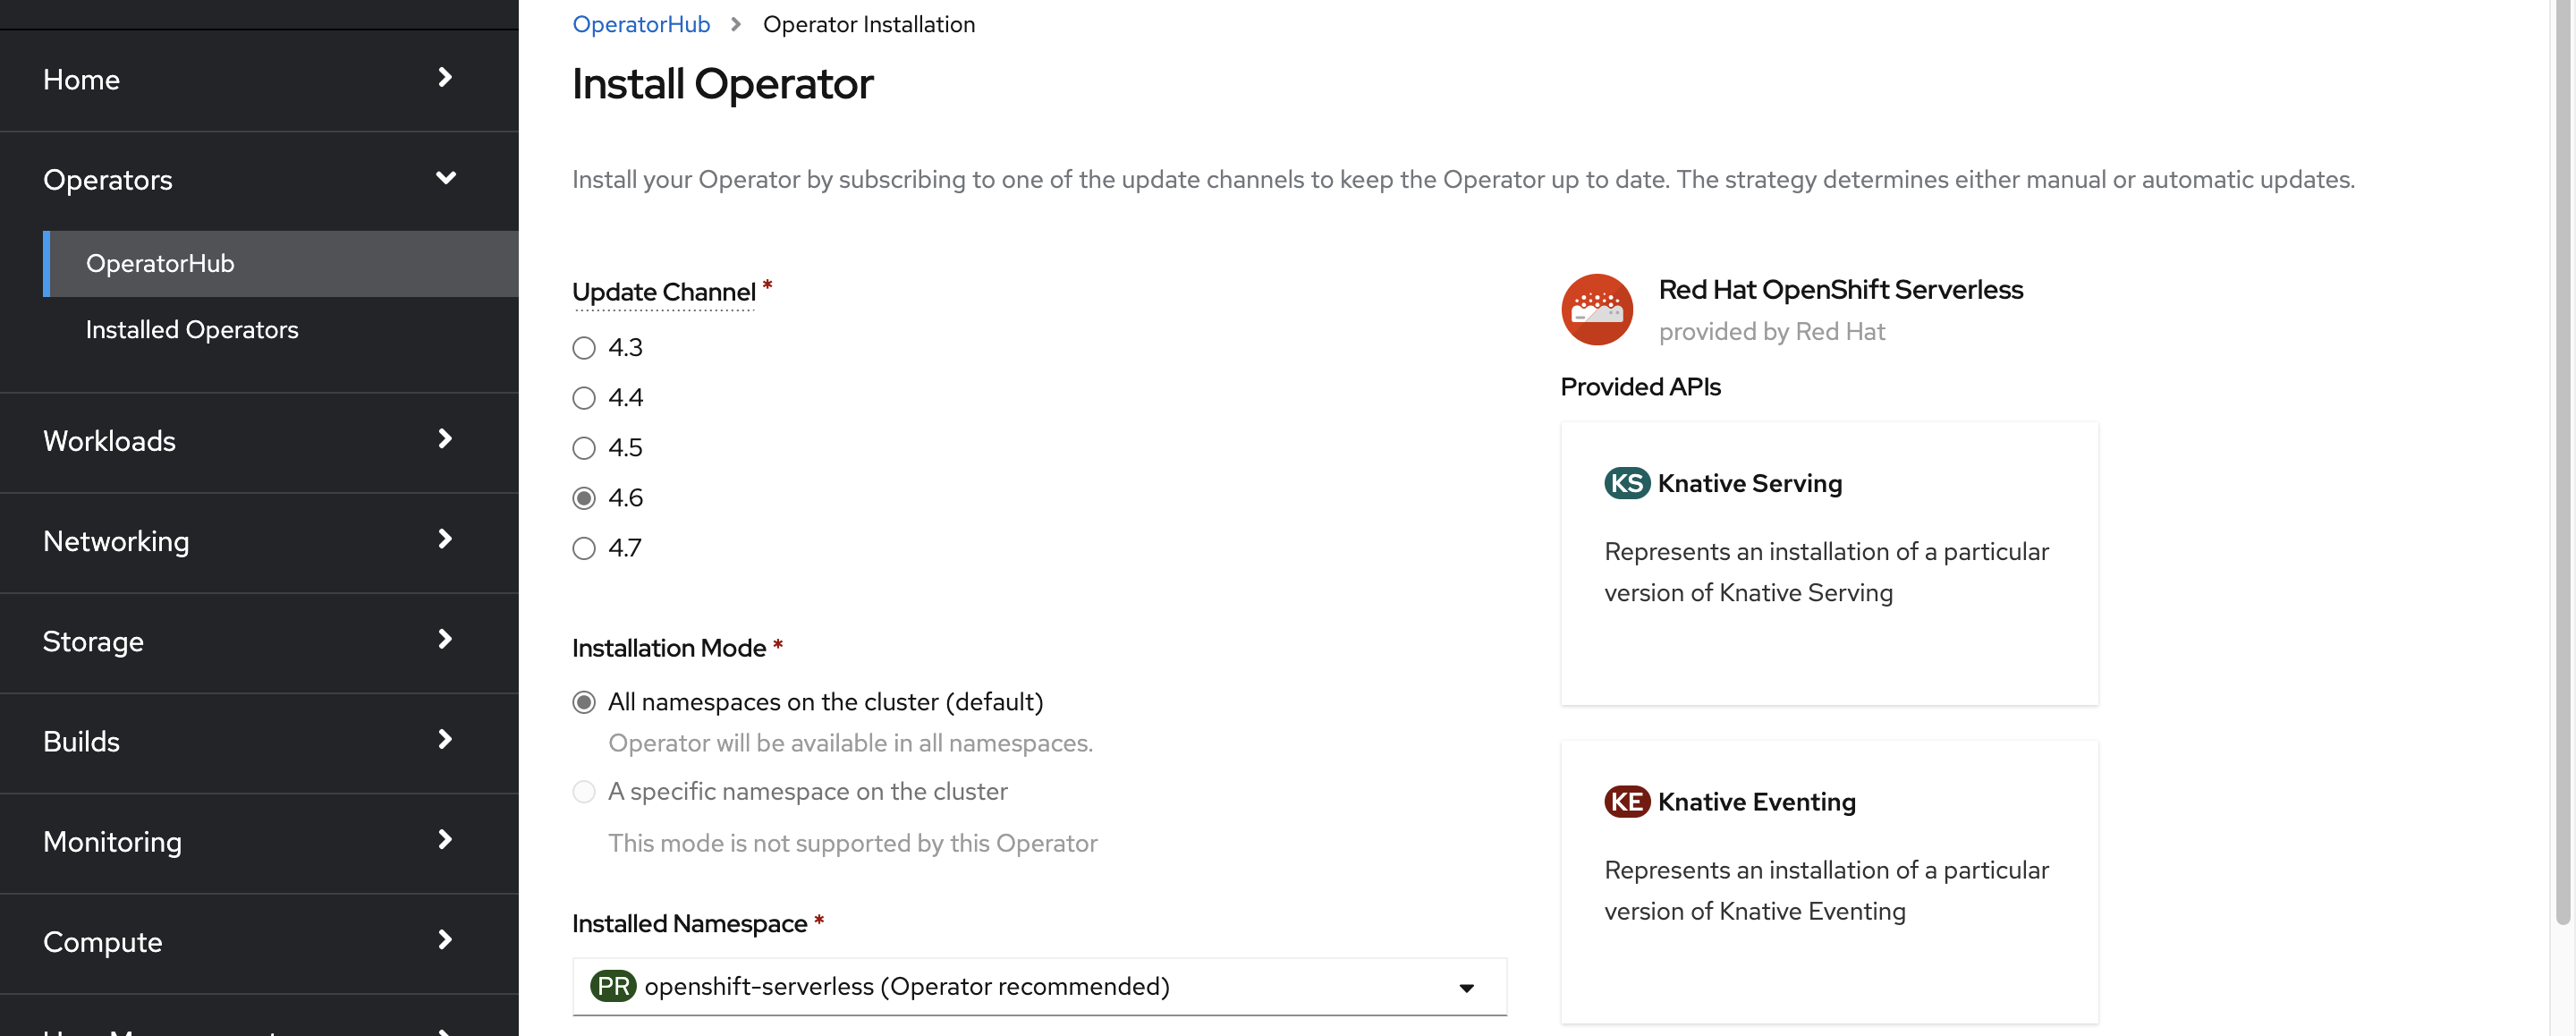 Home
Operators
OperatorHub
Installed Operators
Workloads
Networking
Storage
Builds
Monitoring
Compute
OperatorHub > Operator Installation
Install Operator
Install your Operator by subscribing to one of the update channels to keep the Operator up to date. The strategy determines either manual or automatic updates.
Update Channel *
4.3
4.4
4.5
4.6
4.7
Installation Mode *
All namespaces on the cluster (default)
Operator will be available in all namespaces.
A specific namespace on the cluster
This mode is not supported by this Operator
Installed Namespace *
PR openshift-serverless (Operator recommended)
Red Hat OpenShift Serverless
provided by Red Hat
Provided APIs
KS Knative Serving
Represents an installation of a particular
version of Knative Serving
KE Knative Eventing
Represents an installation of a particular
version of Knative Eventing